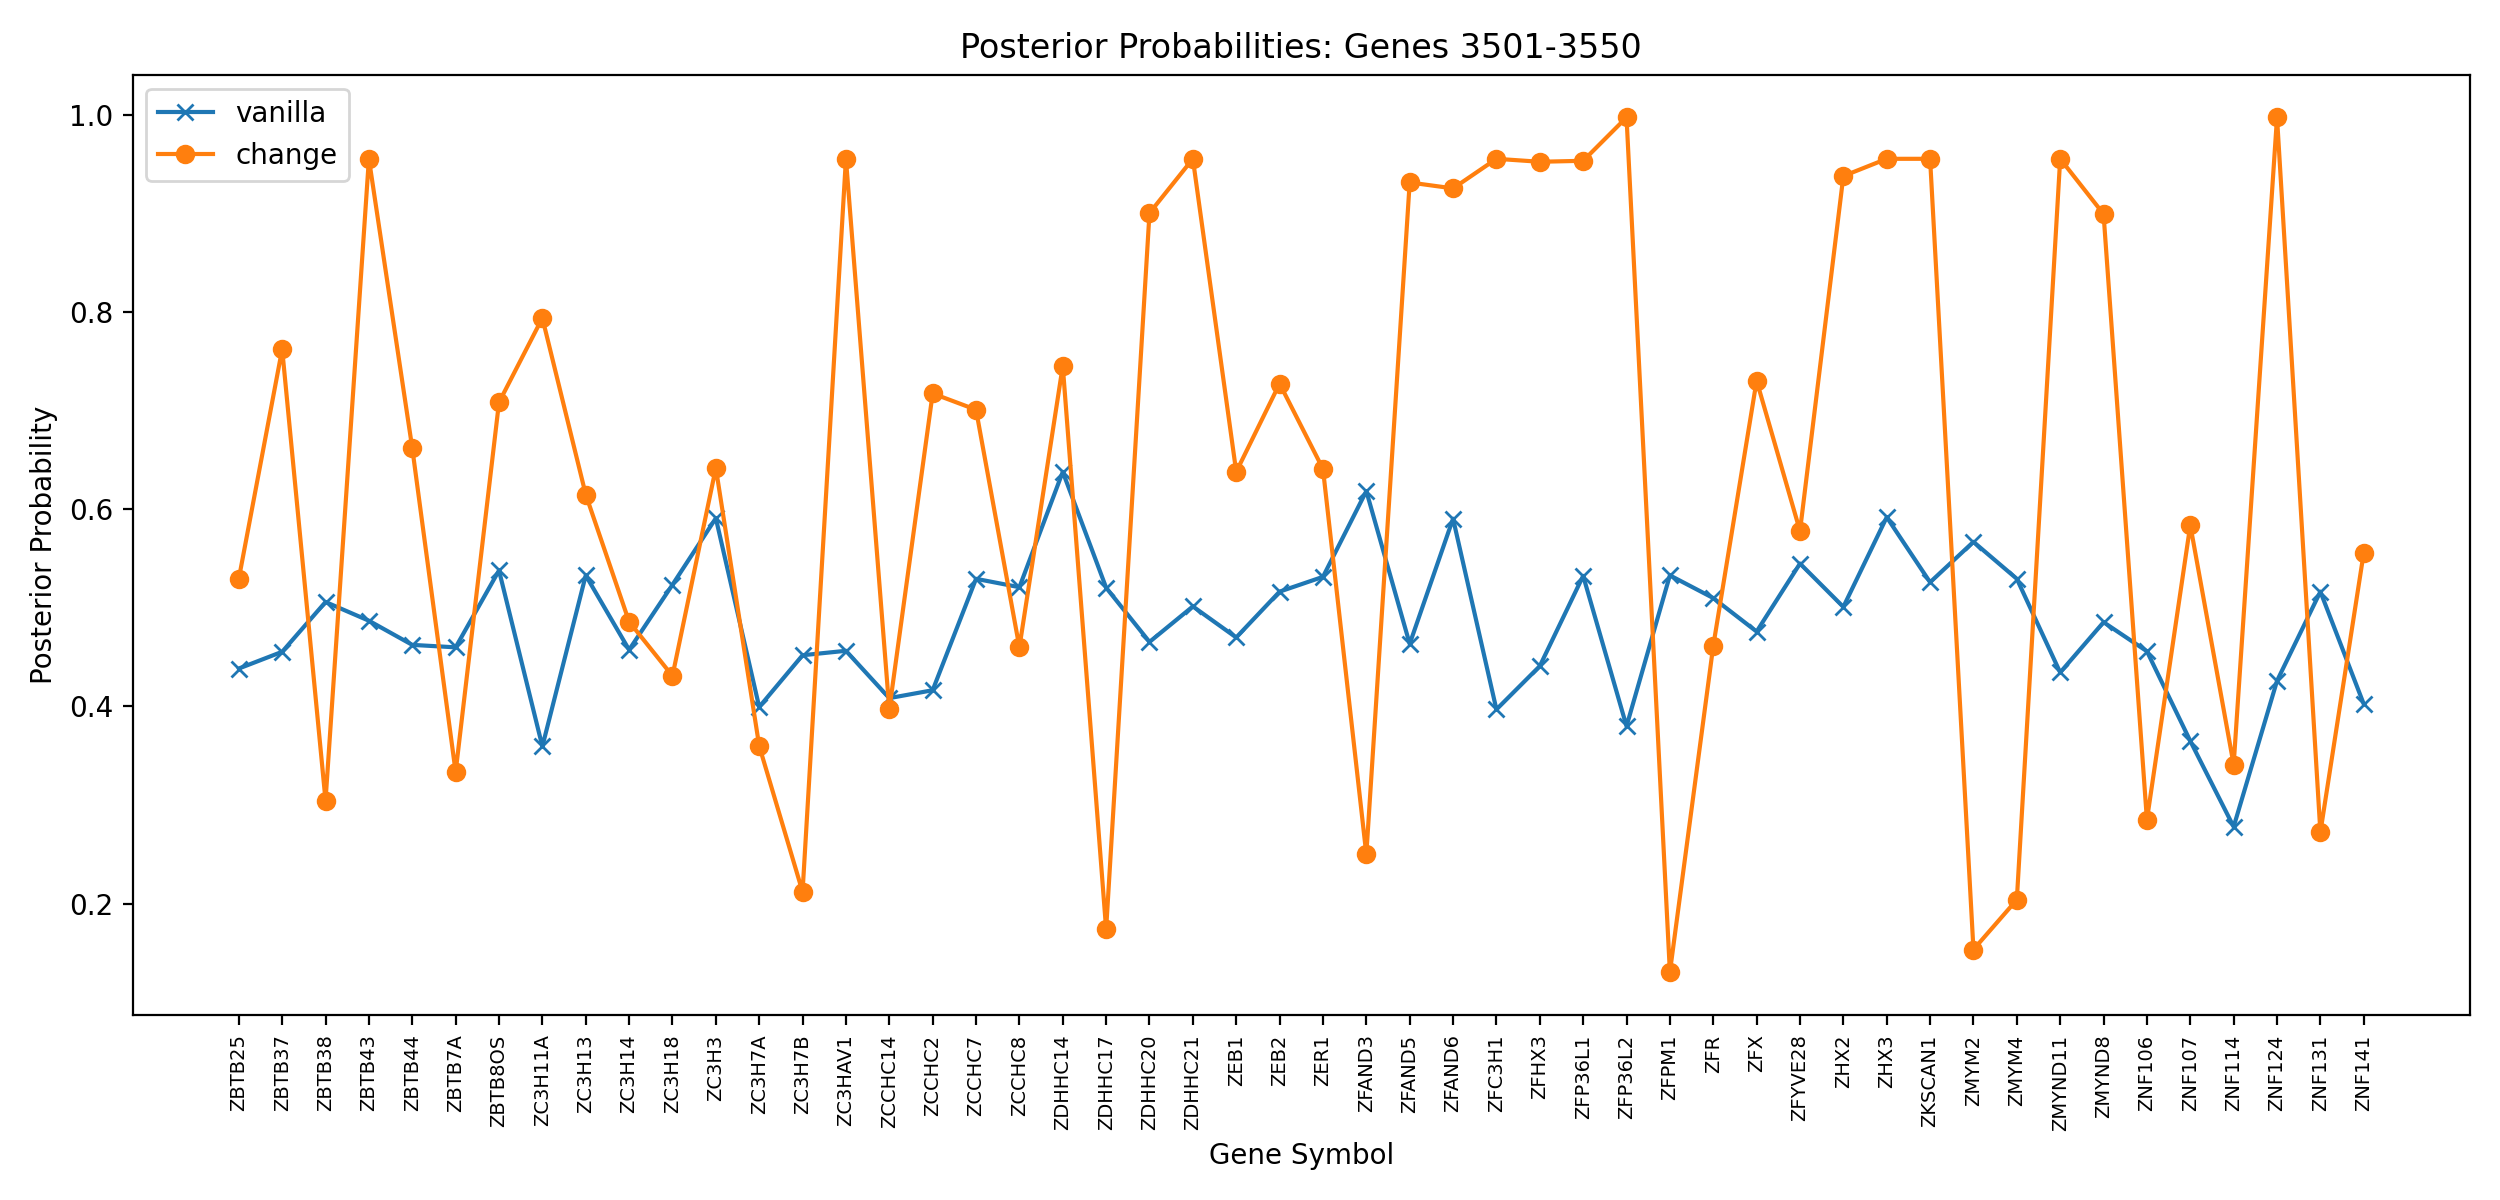 Posterior Probabilities: Genes 3501-3550
vanilla
change
Posterior Probability
1.0
0.8
0.6
0.4
0.2
ZBTB25
ZBTB37
ZBTB38
ZBTB43
ZBTB44
ZBTB7A
ZBTB8OS
ZC3H11A
ZC3H13
ZC3H14
ZC3H18
ZC3H3
ZC3H7A
ZC3H7B
ZC3HAV1
ZCCHC14
ZCCHC2
ZCCHC7
ZCCHC8
ZDHHC14
ZDHHC17
ZDHHC20
ZDHHC21
ZEB1
ZEB2
ZER1
ZFAND3
ZFAND5
ZFAND6
ZFC3H1
ZFHX3
ZFP36L1
ZFP36L2
ZFPM1
ZFR
ZFX
ZFYVE28
ZHX2
ZHX3
ZKSCAN1
ZMYM2
ZMYM4
ZMYND11
ZMYND8
ZNF106
ZNF107
ZNF114
ZNF124
ZNF131
ZNF141
Gene Symbol